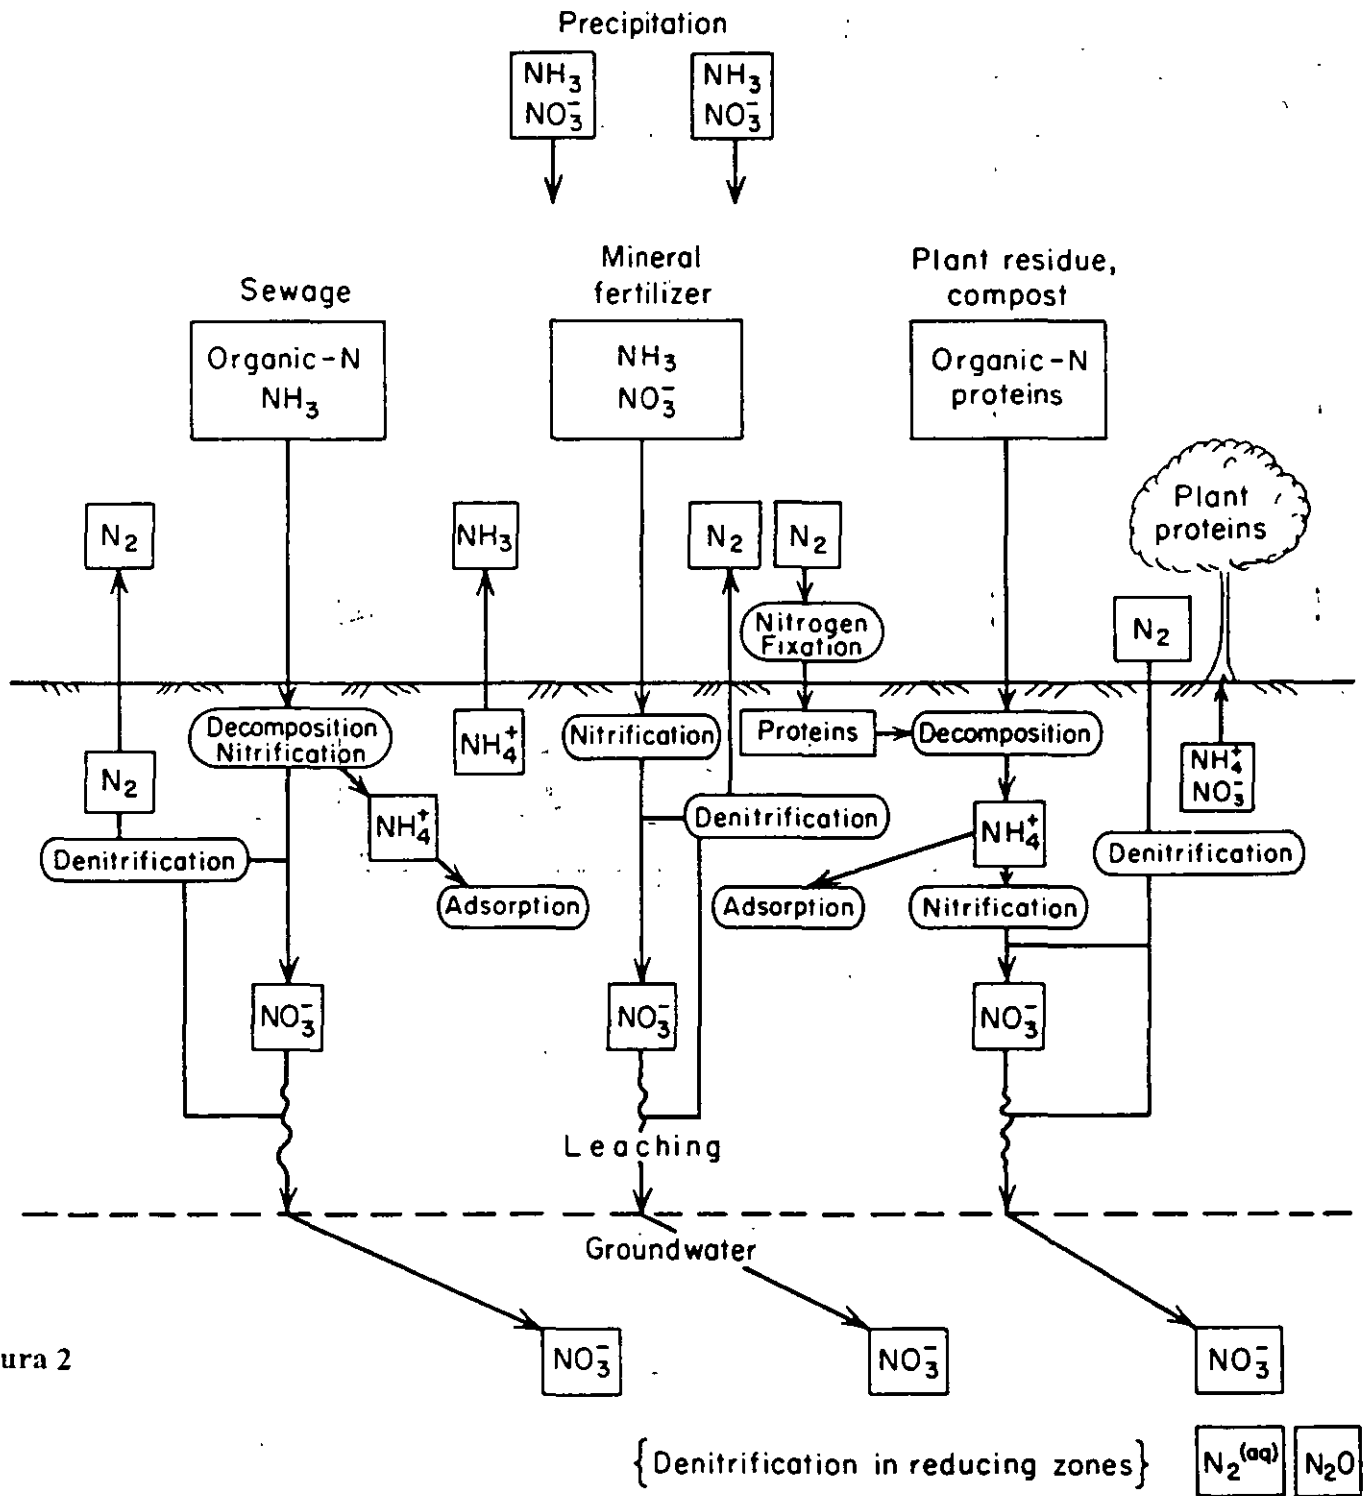 Precipitation
NH₃
NO₃⁻
NH₃
NO₃⁻
Sewage
Organic-N
NH₃
Mineral
fertilizer
NH₃
NO₃⁻
Plant residue,
compost
Organic-N
proteins
Plant
proteins
N₂
NH₃
N₂
N₂
Nitrogen
Fixation
N₂
Decomposition
Nitrification
NH₄⁺
Nitrification
Proteins
Decomposition
NH₄⁺
NO₃⁻
N₂
NH₄⁺
Denitrification
NH₄⁺
Denitrification
Denitrification
Adsorption
Adsorption
Nitrification
NO₃⁻
NO₃⁻
NO₃⁻
Leaching
Groundwater
NO₃⁻
NO₃⁻
NO₃⁻
ura 2
{Denitrification in reducing zones}
N₂(aq)
N₂O